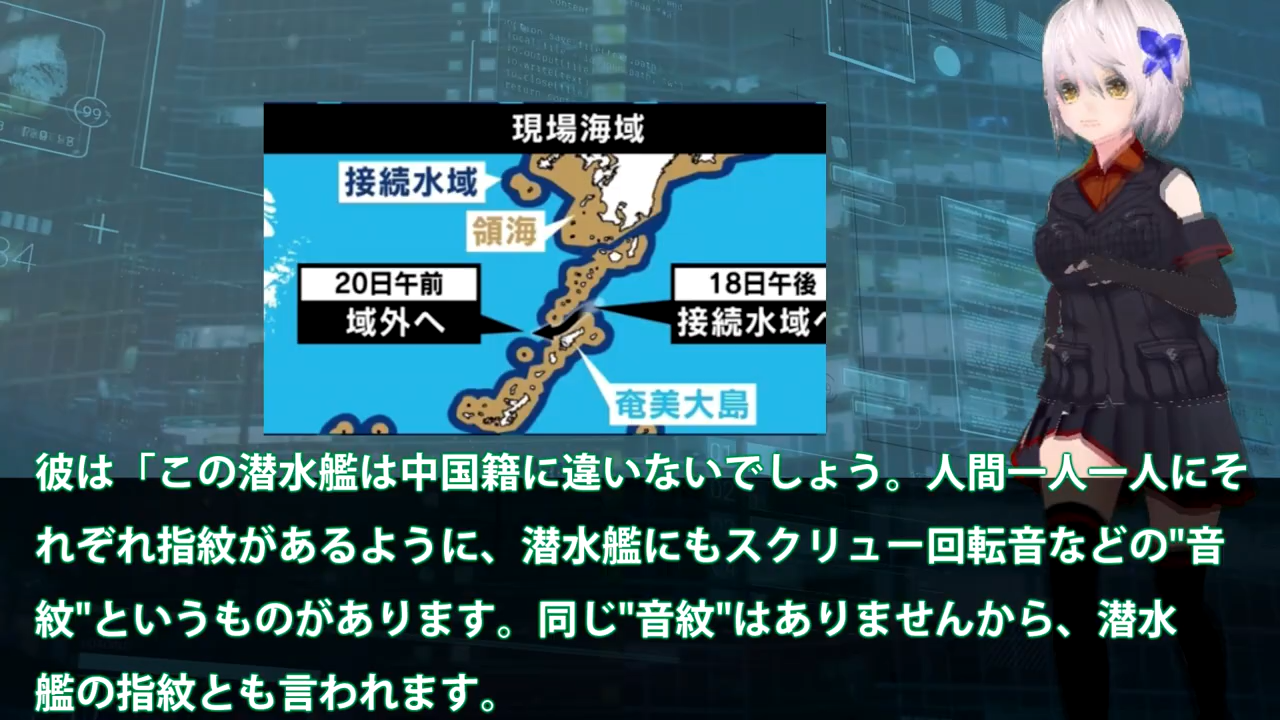 現場海域
接続水域
領海
20日午前
域外へ
18日午後
接続水域へ
奄美大島
彼は「この潜水艦は中国籍に違いないでしょう。人間一人一人にそ
れぞれ指紋があるように、潜水艦にもスクリュー回転音などの"音
紋"というものがあります。同じ"音紋"はありませんから、潜水
艦の指紋とも言われます。
99
34